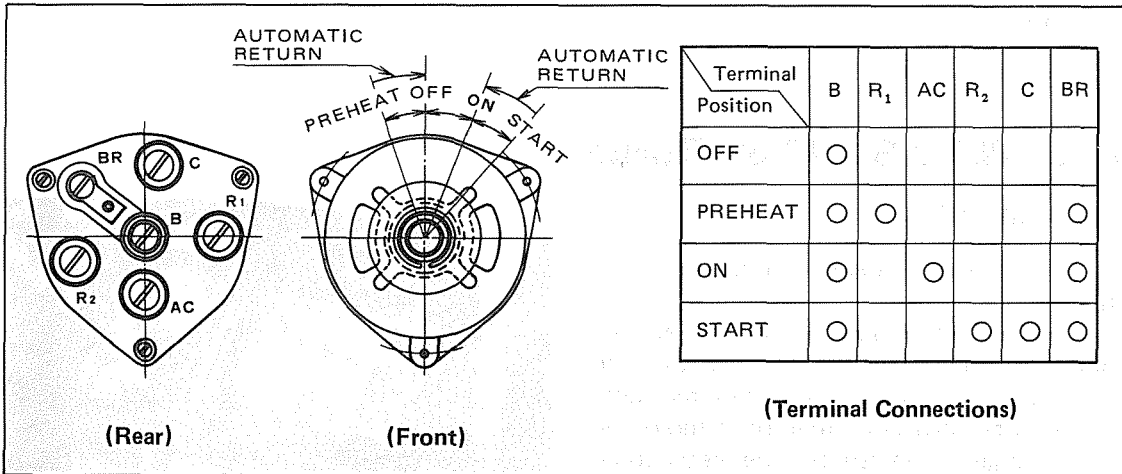 AUTOMATIC
RETURN
AUTOMATIC
RETURN
PREHEAT OFF ON START
BR
C
B
R1
R2
AC
(Rear)
(Front)
Terminal
Position
B R₁ AC R₂ C BR
OFF ○
PREHEAT ○ ○ ○
ON ○ ○ ○
START ○ ○ ○ ○
(Terminal Connections)